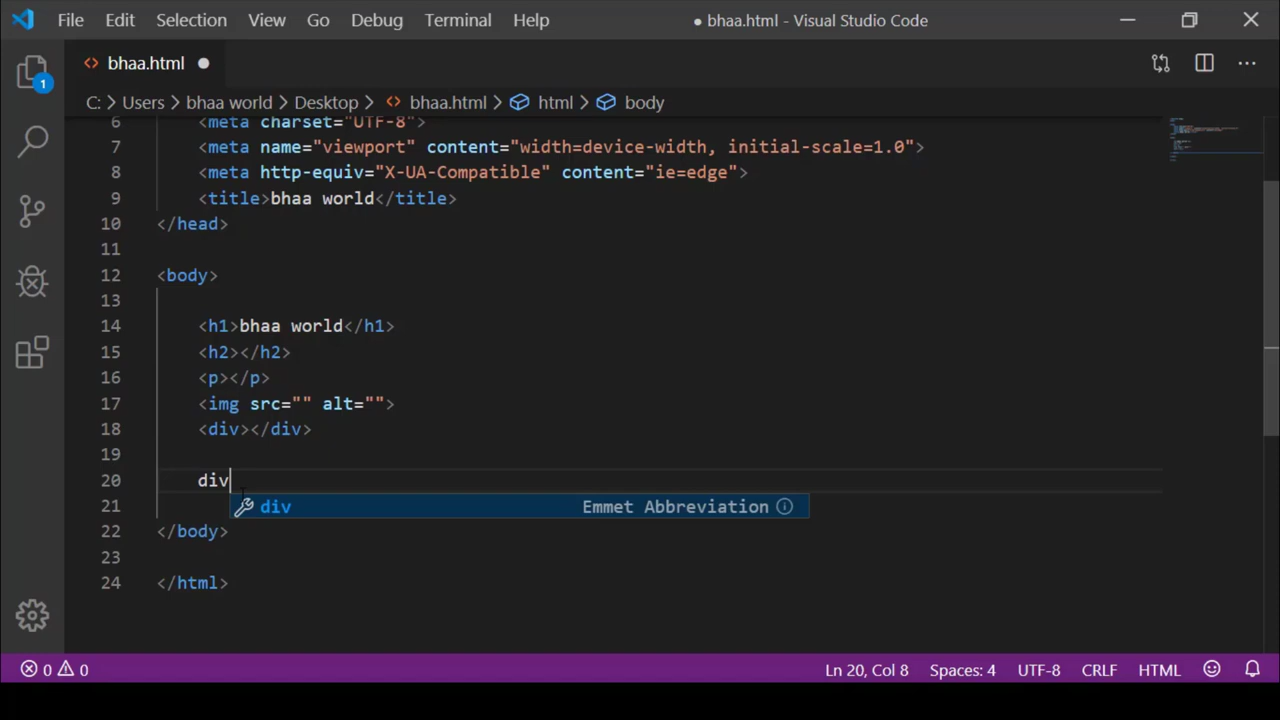 File Edit Selection View Go Debug Terminal Help ● bhaa.html - Visual Studio Code
bhaa.html
1
C: > Users > bhaa world > Desktop > bhaa.html > html > body
6 <meta charset="UTF-8">
7 <meta name="viewport" content="width=device-width, initial-scale=1.0">
8 <meta http-equiv="X-UA-Compatible" content="ie=edge">
9 <title>bhaa world</title>
10 </head>
11
12 <body>
13
14 <h1>bhaa world</h1>
15 <h2></h2>
16 <p></p>
17 <img src="" alt="">
18 <div></div>
19
20 div
21 div Emmet Abbreviation
22 </body>
23
24 </html>
0 0 Ln 20, Col 8 Spaces: 4 UTF-8 CRLF HTML